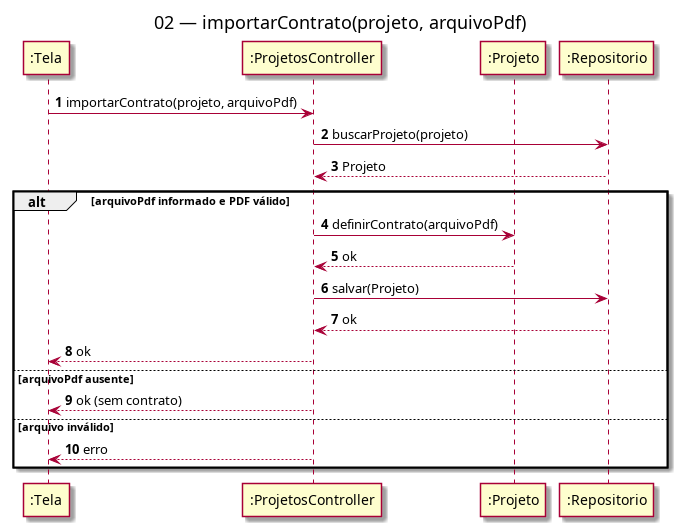 02 — importarContrato(projeto, arquivoPdf)
:Tela :ProjetosController :Projeto :Repositorio
1 importarContrato(projeto, arquivoPdf)
2 buscarProjeto(projeto)
3 Projeto
alt [arquivoPdf informado e PDF válido]
4 definirContrato(arquivoPdf)
5 ok
6 salvar(Projeto)
7 ok
8 ok
[arquivoPdf ausente]
9 ok (sem contrato)
[arquivo inválido]
10 erro
:Tela :ProjetosController :Projeto :Repositorio